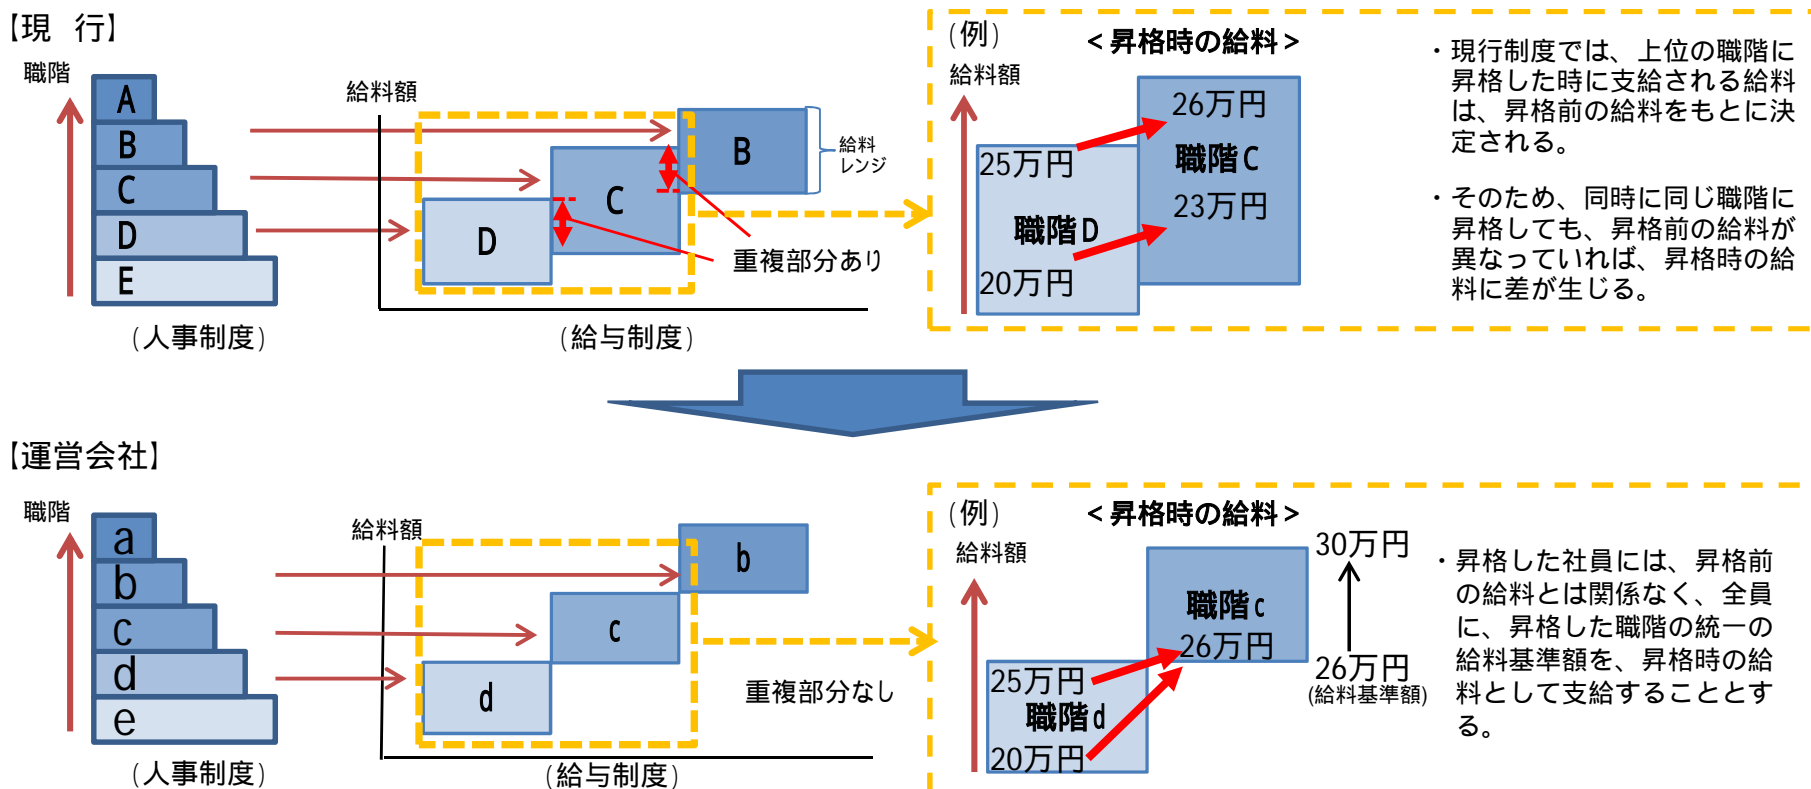 【現　行】
職階
A
B
C
D
E
(人事制度)
給料額
D
C
B
給料
レンジ
重複部分あり
(給与制度)
(例)
＜昇格時の給料＞
給料額
25万円
職階D
20万円
26万円
職階C
23万円
・現行制度では、上位の職階に
昇格した時に支給される給料
は、昇格前の給料をもとに決
定される。
・そのため、同時に同じ職階に
昇格しても、昇格前の給料が
異なっていれば、昇格時の給
料に差が生じる。
【運営会社】
職階
a
b
c
d
e
(人事制度)
給料額
d
c
b
重複部分なし
(給与制度)
(例)
＜昇格時の給料＞
給料額
25万円
職階d
20万円
職階c
26万円
30万円
26万円
(給料基準額)
・昇格した社員には、昇格前
の給料とは関係なく、全員
に、昇格した職階の統一の
給料基準額を、昇格時の給
料として支給することとす
る。